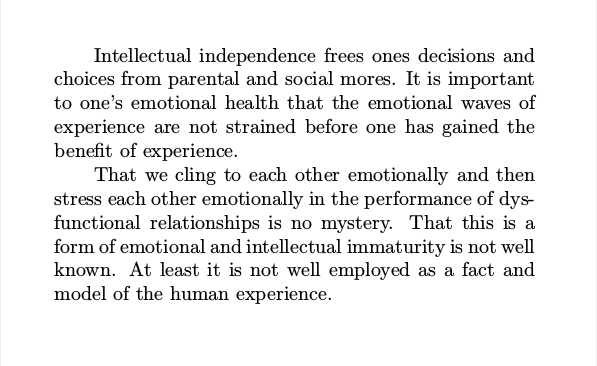 Intellectual independence frees ones decisions and
choices from parental and social mores. It is important
to one's emotional health that the emotional waves of
experience are not strained before one has gained the
benefit of experience.
That we cling to each other emotionally and then
stress each other emotionally in the performance of dys-
functional relationships is no mystery. That this is a
form of emotional and intellectual immaturity is not well
known. At least it is not well employed as a fact and
model of the human experience.